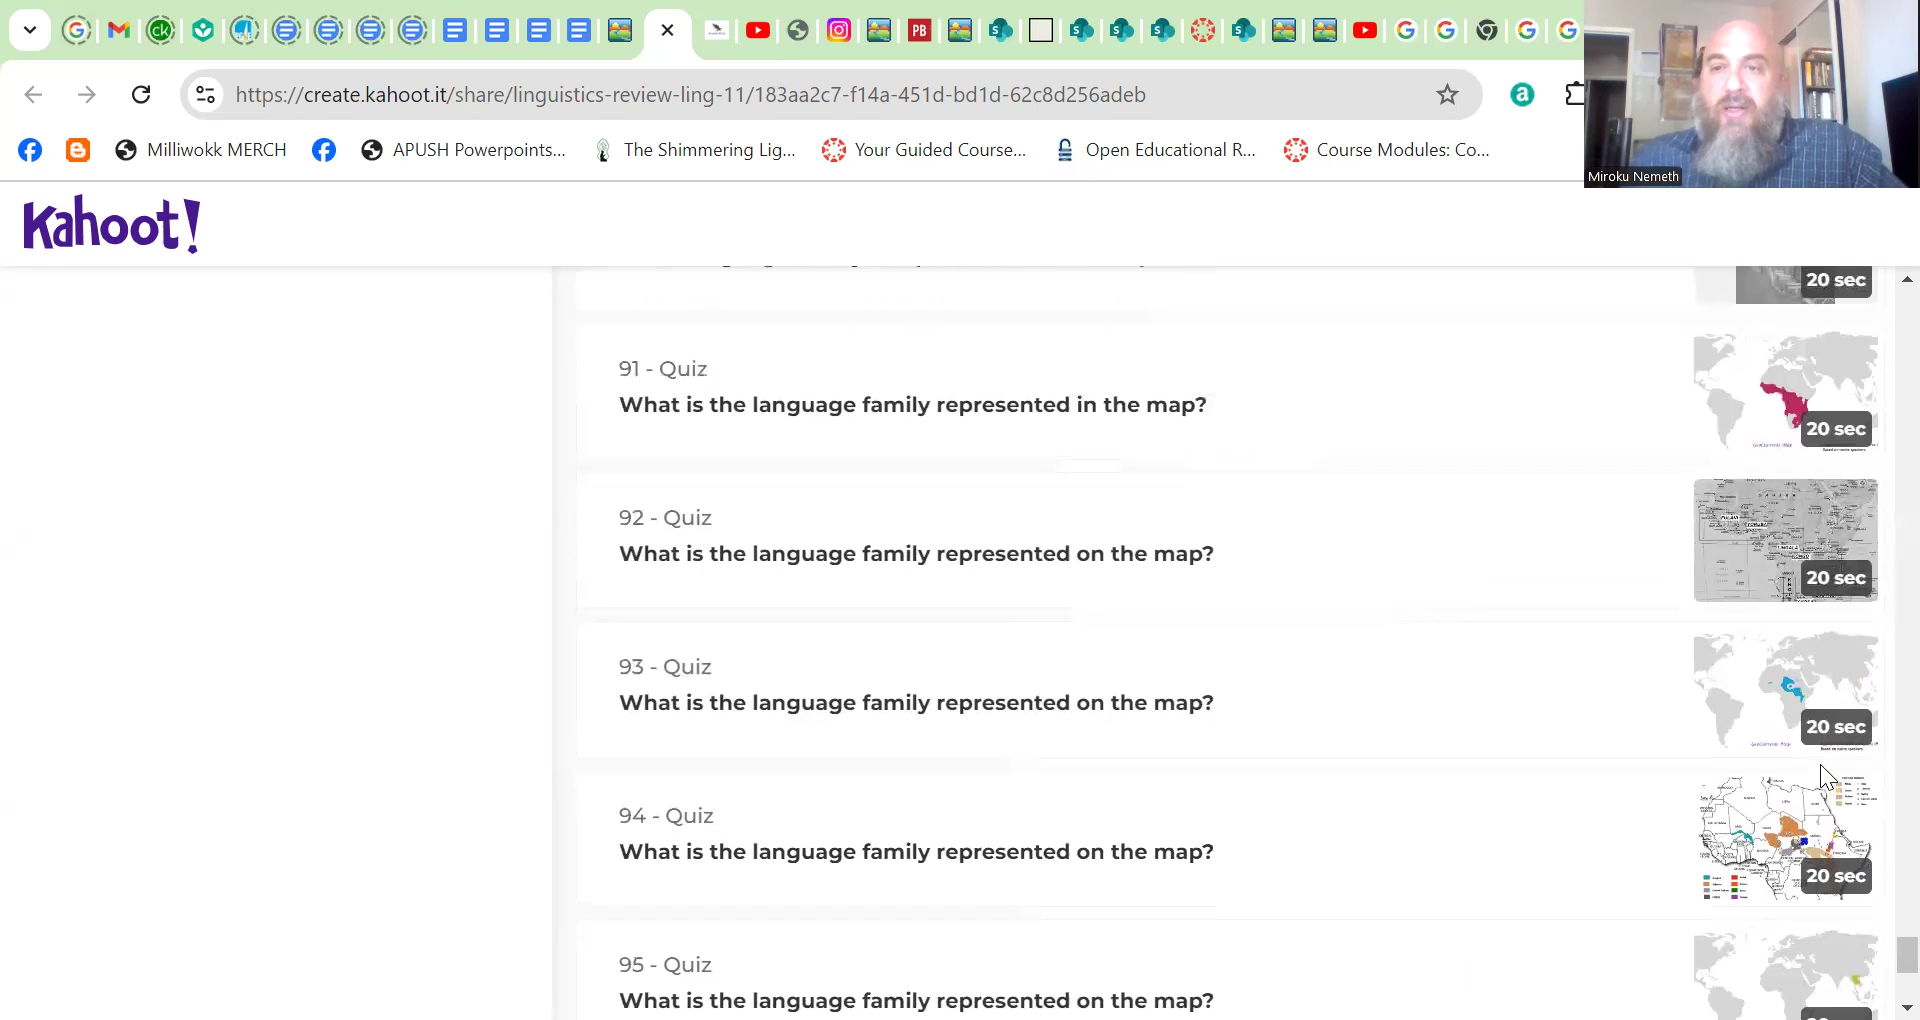 https://create.kahoot.it/share/linguistics-review-ling-11/183aa2c7-f14a-451d-bd1d-62c8d256adeb
Milliwokk MERCH
APUSH Powerpoints...
The Shimmering Lig...
Your Guided Course...
Open Educational R...
Course Modules: Co...
Miroku Nemeth
Kahoot!
20 sec
91 - Quiz
What is the language family represented in the map?
20 sec
92 - Quiz
What is the language family represented on the map?
20 sec
93 - Quiz
What is the language family represented on the map?
20 sec
94 - Quiz
What is the language family represented on the map?
20 sec
95 - Quiz
What is the language family represented on the map?